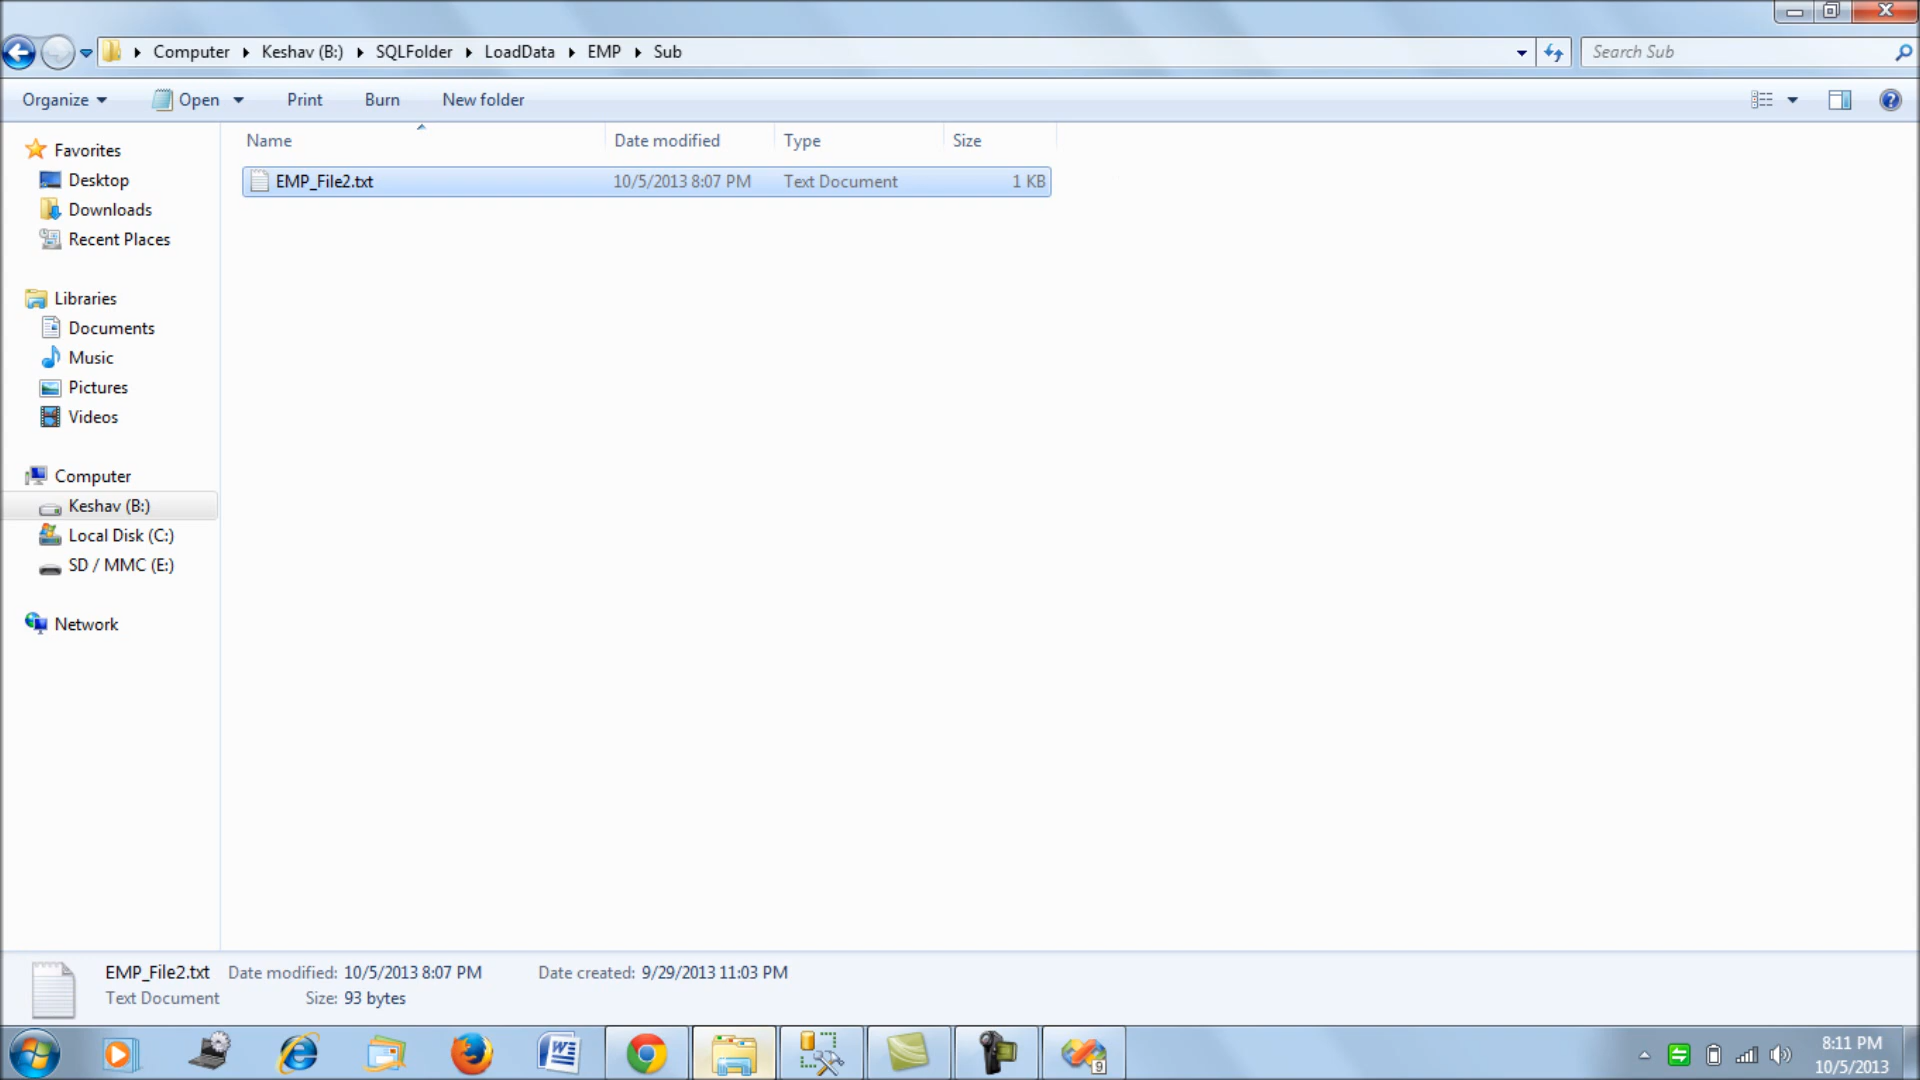 Computer Keshav (B:) SQLFolder LoadData EMP Sub
Search Sub
Organize Open Print Burn New folder
Name Date modified Type Size
EMP_File2.txt 10/5/2013 8:07 PM Text Document 1 KB
Favorites
Desktop
Downloads
Recent Places
Libraries
Documents
Music
Pictures
Videos
Computer
Keshav (B:)
Local Disk (C:)
SD / MMC (E:)
Network
EMP_File2.txt Date modified: 10/5/2013 8:07 PM Date created: 9/29/2013 11:03 PM
Text Document Size: 93 bytes
9
8:11 PM
10/5/2013